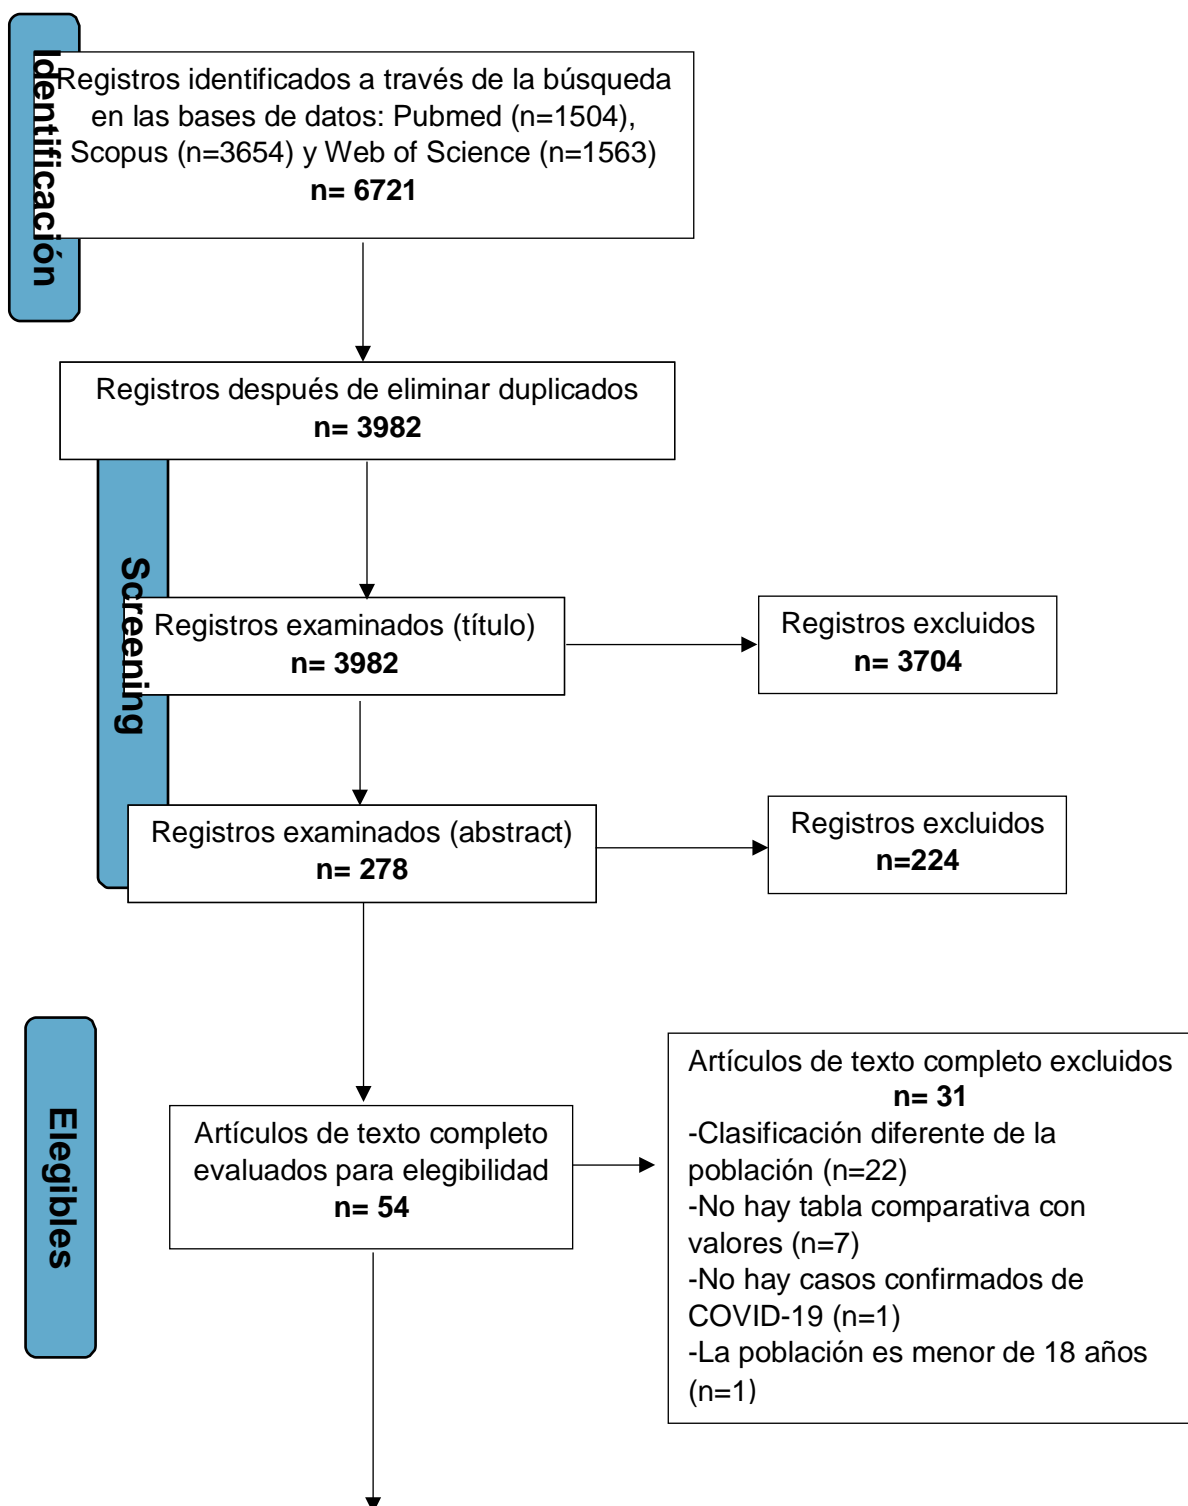 Identificación
Registros identificados a través de la búsqueda
en las bases de datos: Pubmed (n=1504),
Scopus (n=3654) y Web of Science (n=1563)
n= 6721
Registros después de eliminar duplicados
n= 3982
Screening
Registros examinados (título)
n= 3982
Registros excluidos
n= 3704
Registros examinados (abstract)
n= 278
Registros excluidos
n=224
Elegibles
Artículos de texto completo
evaluados para elegibilidad
n= 54
Artículos de texto completo excluidos
n= 31
-Clasificación diferente de la
población (n=22)
-No hay tabla comparativa con
valores (n=7)
-No hay casos confirmados de
COVID-19 (n=1)
-La población es menor de 18 años
(n=1)